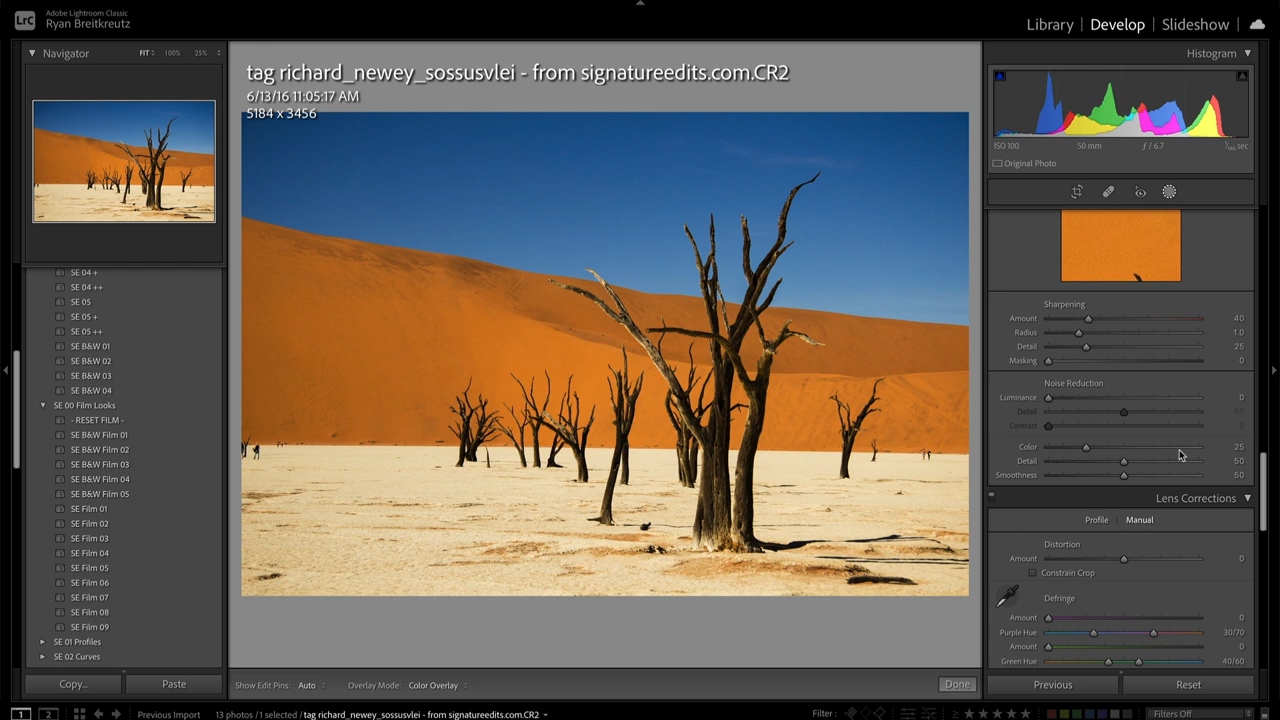 LrC
Adobe Lightroom Classic
Ryan Breitkreutz
Library | Develop | Slideshow
Navigator FIT 100% 25%
SE 04 +
SE 04 ++
SE 05
SE 05 +
SE 05 ++
SE B&W 01
SE B&W 02
SE B&W 03
SE B&W 04
SE 00 Film Looks
- RESET FILM -
SE B&W Film 01
SE B&W Film 02
SE B&W Film 03
SE B&W Film 04
SE B&W Film 05
SE Film 01
SE Film 02
SE Film 03
SE Film 04
SE Film 05
SE Film 06
SE Film 07
SE Film 08
SE Film 09
SE 01 Profiles
SE 02 Curves
Copy... Paste
tag richard_newey_sossusvlei - from signatureedits.com.CR2
6/13/16 11:05:17 AM
5184 x 3456
Show Edit Pins: Auto Overlay Mode: Color Overlay Done
Histogram
ISO 100 50 mm ƒ / 6.7 sec
Original Photo
Sharpening
Amount 40
Radius 1.0
Detail 25
Masking 0
Noise Reduction
Luminance 0
Detail 50
Contrast
Color 25
Detail 50
Smoothness 50
Lens Corrections
Profile Manual
Distortion
Amount 0
Constrain Crop
Defringe
Amount 0
Purple Hue 30/70
Amount 0
Green Hue 40/60
Previous Reset
1 2 Previous Import 13 photos /1 selected / tag richard_newey_sossusvlei - from signatureedits.com.CR2 Filter : Filters Off